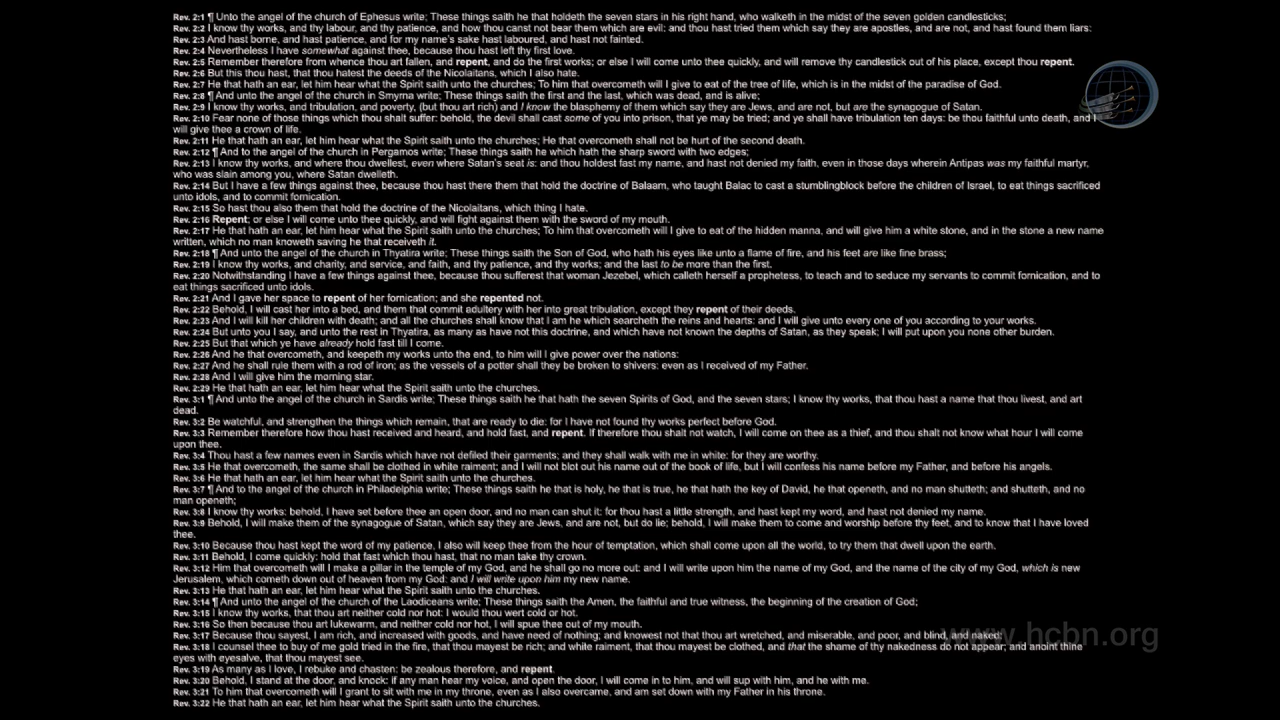 Rev. 2:1 ¶ Unto the angel of the church of Ephesus write; These things saith he that holdeth the seven stars in his right hand, who walketh in the midst of the seven golden candlesticks;
Rev. 2:2 I know thy works, and thy labour, and thy patience, and how thou canst not bear them which are evil: and thou hast tried them which say they are apostles, and are not, and hast found them liars:
Rev. 2:3 And hast borne, and hast patience, and for my name's sake hast laboured, and hast not fainted.
Rev. 2:4 Nevertheless I have somewhat against thee, because thou hast left thy first love.
Rev. 2:5 Remember therefore from whence thou art fallen, and repent, and do the first works; or else I will come unto thee quickly, and will remove thy candlestick out of his place, except thou repent.
Rev. 2:6 But this thou hast, that thou hatest the deeds of the Nicolaitans, which I also hate.
Rev. 2:7 He that hath an ear, let him hear what the Spirit saith unto the churches; To him that overcometh will I give to eat of the tree of life, which is in the midst of the paradise of God.
Rev. 2:8 ¶ And unto the angel of the church in Smyrna write; These things saith the first and the last, which was dead, and is alive;
Rev. 2:9 I know thy works, and tribulation, and poverty, (but thou art rich) and I know the blasphemy of them which say they are Jews, and are not, but are the synagogue of Satan.
Rev. 2:10 Fear none of those things which thou shalt suffer: behold, the devil shall cast some of you into prison, that ye may be tried; and ye shall have tribulation ten days: be thou faithful unto death, and I
will give thee a crown of life.
Rev. 2:11 He that hath an ear, let him hear what the Spirit saith unto the churches; He that overcometh shall not be hurt of the second death.
Rev. 2:12 ¶ And to the angel of the church in Pergamos write; These things saith he which hath the sharp sword with two edges;
Rev. 2:13 I know thy works, and where thou dwellest, even where Satan's seat is: and thou holdest fast my name, and hast not denied my faith, even in those days wherein Antipas was my faithful martyr,
who was slain among you, where Satan dwelleth.
Rev. 2:14 But I have a few things against thee, because thou hast there them that hold the doctrine of Balaam, who taught Balac to cast a stumblingblock before the children of Israel, to eat things sacrificed
unto idols, and to commit fornication.
Rev. 2:15 So hast thou also them that hold the doctrine of the Nicolaitans, which thing I hate.
Rev. 2:16 Repent; or else I will come unto thee quickly, and will fight against them with the sword of my mouth.
Rev. 2:17 He that hath an ear, let him hear what the Spirit saith unto the churches; To him that overcometh will I give to eat of the hidden manna, and will give him a white stone, and in the stone a new name
written, which no man knoweth saving he that receiveth it.
Rev. 2:18 ¶ And unto the angel of the church in Thyatira write; These things saith the Son of God, who hath his eyes like unto a flame of fire, and his feet are like fine brass;
Rev. 2:19 I know thy works, and charity, and service, and faith, and thy patience, and thy works; and the last to be more than the first.
Rev. 2:20 Notwithstanding I have a few things against thee, because thou sufferest that woman Jezebel, which calleth herself a prophetess, to teach and to seduce my servants to commit fornication, and to
eat things sacrificed unto idols.
Rev. 2:21 And I gave her space to repent of her fornication; and she repented not.
Rev. 2:22 Behold, I will cast her into a bed, and them that commit adultery with her into great tribulation, except they repent of their deeds.
Rev. 2:23 And I will kill her children with death; and all the churches shall know that I am he which searcheth the reins and hearts: and I will give unto every one of you according to your works.
Rev. 2:24 But unto you I say, and unto the rest in Thyatira, as many as have not this doctrine, and which have not known the depths of Satan, as they speak; I will put upon you none other burden.
Rev. 2:25 But that which ye have already hold fast till I come.
Rev. 2:26 And he that overcometh, and keepeth my works unto the end, to him will I give power over the nations:
Rev. 2:27 And he shall rule them with a rod of iron; as the vessels of a potter shall they be broken to shivers: even as I received of my Father.
Rev. 2:28 And I will give him the morning star.
Rev. 2:29 He that hath an ear, let him hear what the Spirit saith unto the churches.
Rev. 3:1 ¶ And unto the angel of the church in Sardis write; These things saith he that hath the seven Spirits of God, and the seven stars; I know thy works, that thou hast a name that thou livest, and art
dead.
Rev. 3:2 Be watchful, and strengthen the things which remain, that are ready to die: for I have not found thy works perfect before God.
Rev. 3:3 Remember therefore how thou hast received and heard, and hold fast, and repent. If therefore thou shalt not watch, I will come on thee as a thief, and thou shalt not know what hour I will come
upon thee.
Rev. 3:4 Thou hast a few names even in Sardis which have not defiled their garments; and they shall walk with me in white: for they are worthy.
Rev. 3:5 He that overcometh, the same shall be clothed in white raiment; and I will not blot out his name out of the book of life, but I will confess his name before my Father, and before his angels.
Rev. 3:6 He that hath an ear, let him hear what the Spirit saith unto the churches.
Rev. 3:7 ¶ And to the angel of the church in Philadelphia write; These things saith he that is holy, he that is true, he that hath the key of David, he that openeth, and no man shutteth; and shutteth, and no
man openeth;
Rev. 3:8 I know thy works: behold, I have set before thee an open door, and no man can shut it: for thou hast a little strength, and hast kept my word, and hast not denied my name.
Rev. 3:9 Behold, I will make them of the synagogue of Satan, which say they are Jews, and are not, but do lie; behold, I will make them to come and worship before thy feet, and to know that I have loved
thee.
Rev. 3:10 Because thou hast kept the word of my patience, I also will keep thee from the hour of temptation, which shall come upon all the world, to try them that dwell upon the earth.
Rev. 3:11 Behold, I come quickly: hold that fast which thou hast, that no man take thy crown.
Rev. 3:12 Him that overcometh will I make a pillar in the temple of my God, and he shall go no more out: and I will write upon him the name of my God, and the name of the city of my God, which is new
Jerusalem, which cometh down out of heaven from my God: and I will write upon him my new name.
Rev. 3:13 He that hath an ear, let him hear what the Spirit saith unto the churches.
Rev. 3:14 ¶ And unto the angel of the church of the Laodiceans write; These things saith the Amen, the faithful and true witness, the beginning of the creation of God;
Rev. 3:15 I know thy works, that thou art neither cold nor hot: I would thou wert cold or hot.
Rev. 3:16 So then because thou art lukewarm, and neither cold nor hot, I will spue thee out of my mouth.
Rev. 3:17 Because thou sayest, I am rich, and increased with goods, and have need of nothing; and knowest not that thou art wretched, and miserable, and poor, and blind, and naked:
www.hcbn.org
Rev. 3:18 I counsel thee to buy of me gold tried in the fire, that thou mayest be rich; and white raiment, that thou mayest be clothed, and that the shame of thy nakedness do not appear; and anoint thine
eyes with eyesalve, that thou mayest see.
Rev. 3:19 As many as I love, I rebuke and chasten: be zealous therefore, and repent.
Rev. 3:20 Behold, I stand at the door, and knock: if any man hear my voice, and open the door, I will come in to him, and will sup with him, and he with me.
Rev. 3:21 To him that overcometh will I grant to sit with me in my throne, even as I also overcame, and am set down with my Father in his throne.
Rev. 3:22 He that hath an ear, let him hear what the Spirit saith unto the churches.